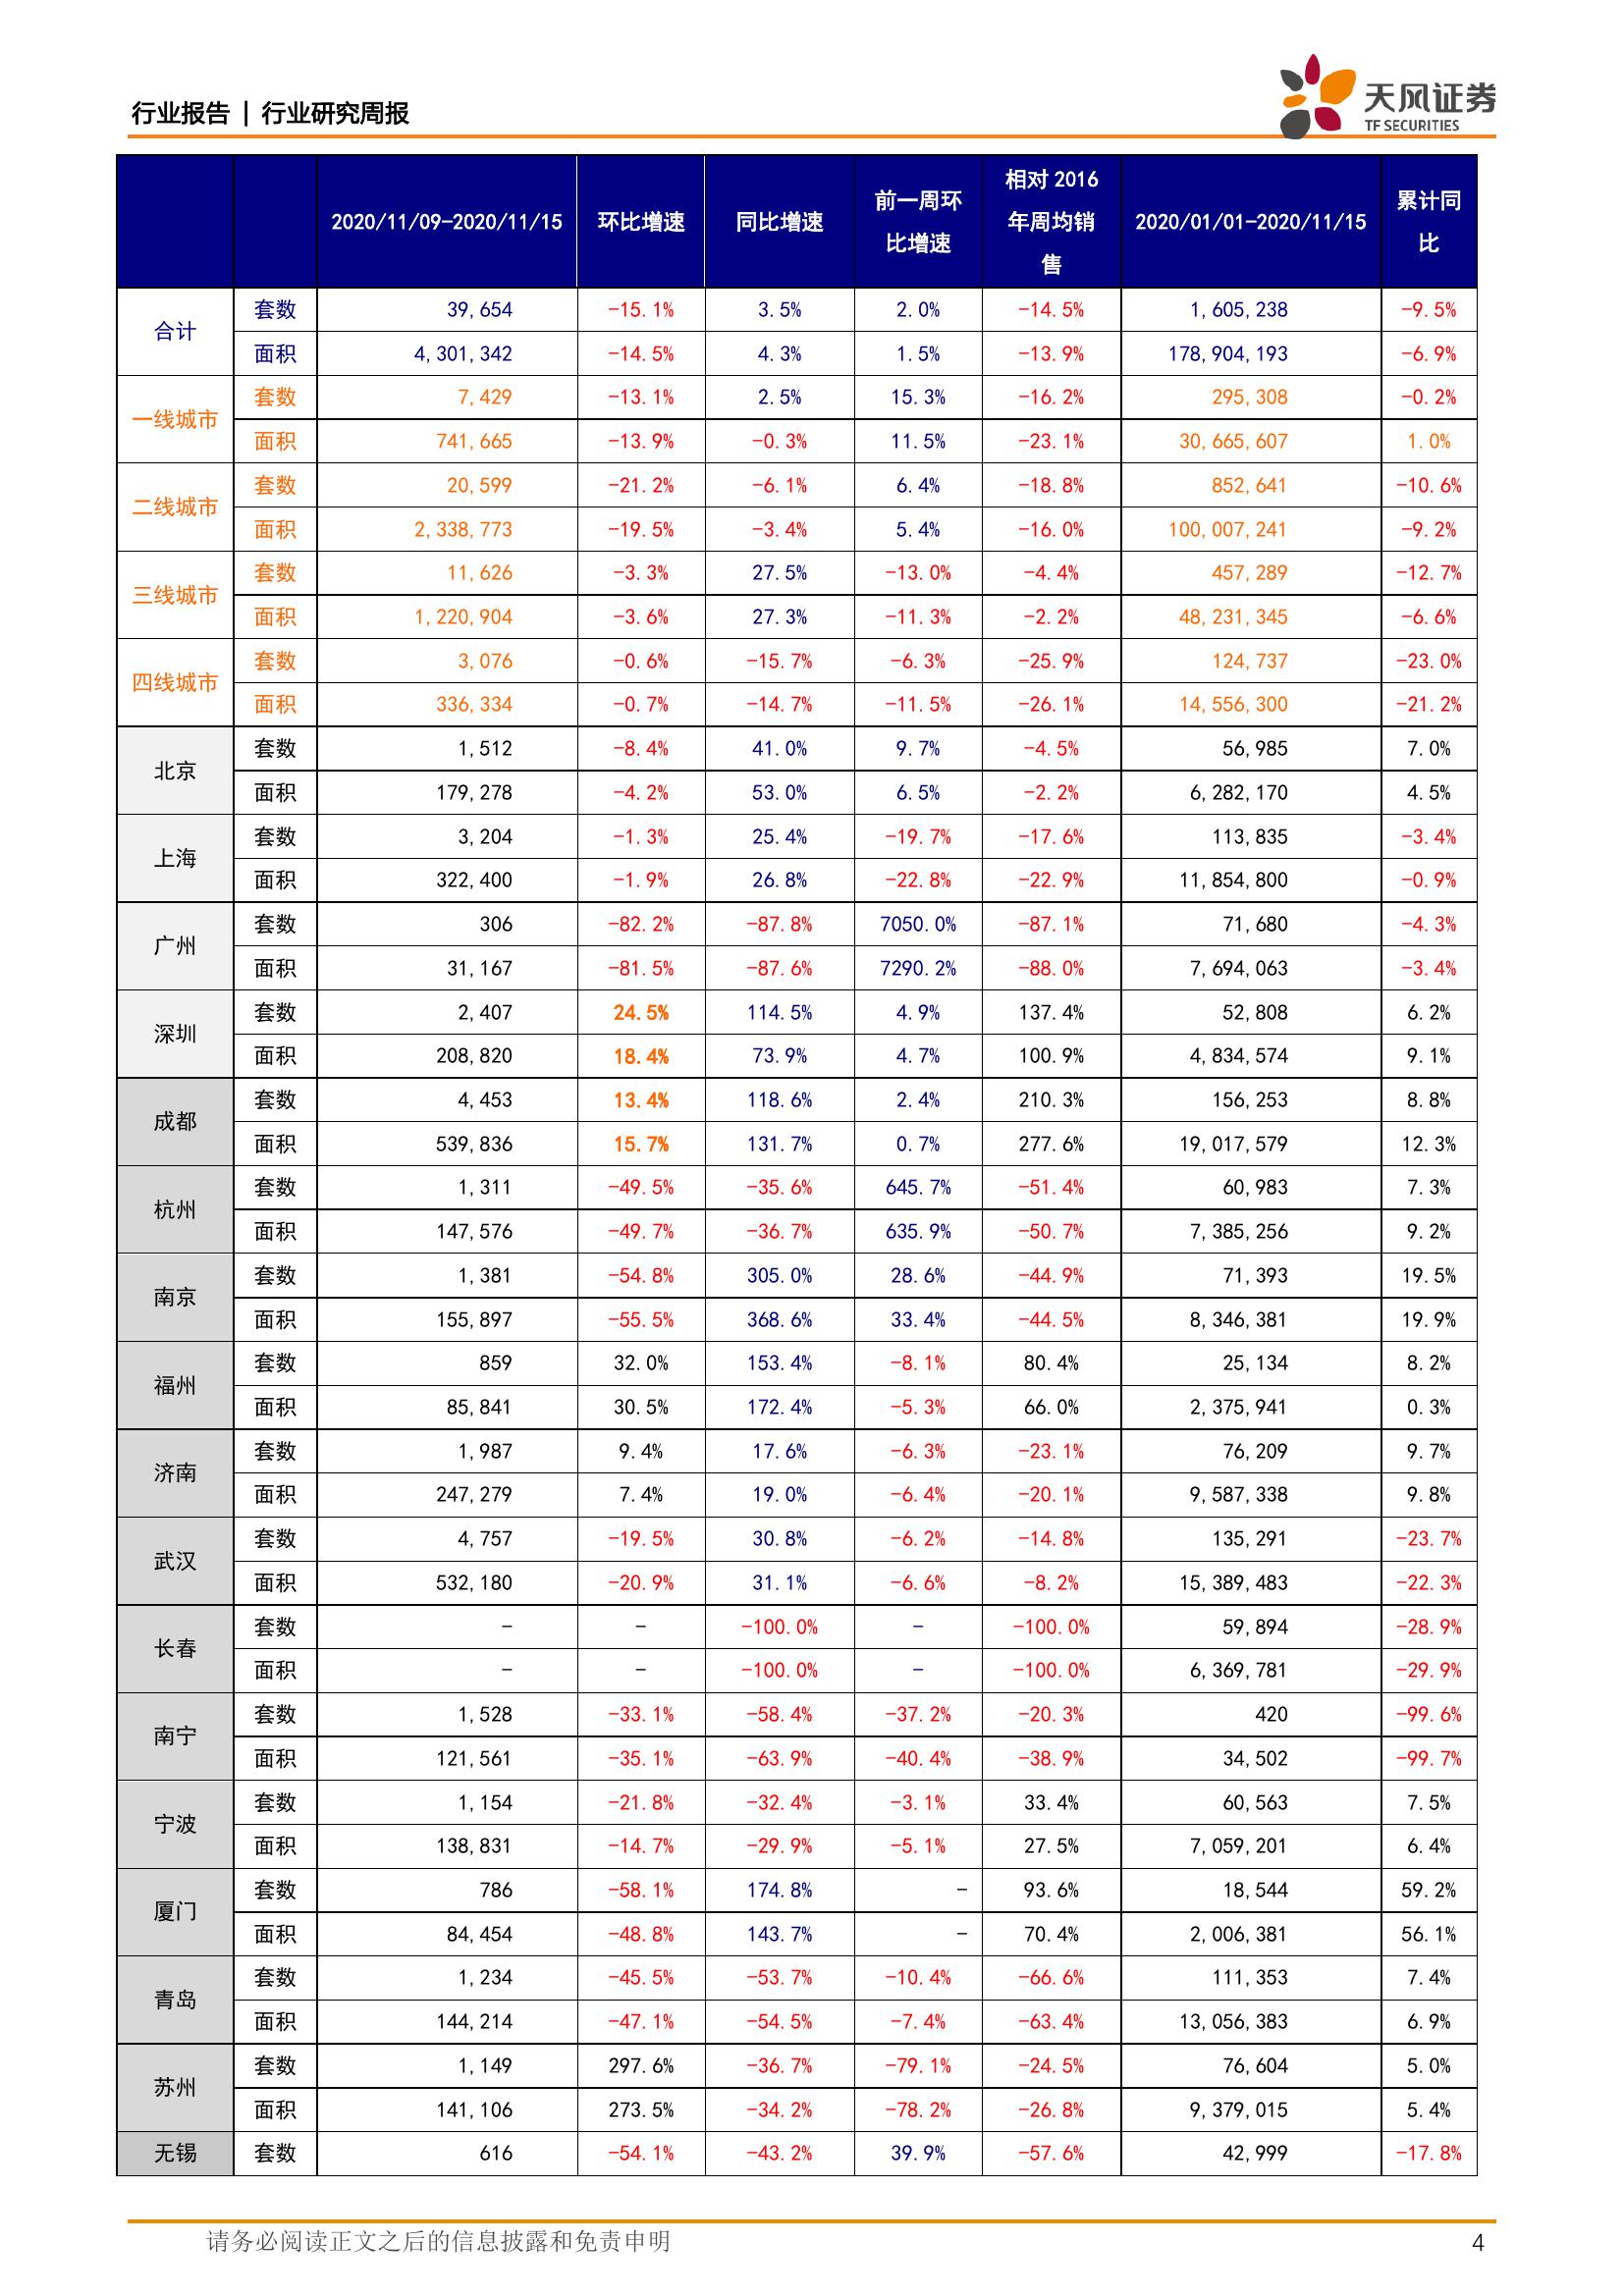 行业报告 | 行业研究周报
天风证券
TF SECURITIES
2020/11/09-2020/11/15 环比增速 同比增速 前一周环比增速 相对 2016 年周均销售 2020/01/01-2020/11/15 累计同比
合计 套数 39,654 -15.1% 3.5% 2.0% -14.5% 1,605,238 -9.5%
面积 4,301,342 -14.5% 4.3% 1.5% -13.9% 178,904,193 -6.9%
一线城市 套数 7,429 -13.1% 2.5% 15.3% -16.2% 295,308 -0.2%
面积 741,665 -13.9% -0.3% 11.5% -23.1% 30,665,607 1.0%
二线城市 套数 20,599 -21.2% -6.1% 6.4% -18.8% 852,641 -10.6%
面积 2,338,773 -19.5% -3.4% 5.4% -16.0% 100,007,241 -9.2%
三线城市 套数 11,626 -3.3% 27.5% -13.0% -4.4% 457,289 -12.7%
面积 1,220,904 -3.6% 27.3% -11.3% -2.2% 48,231,345 -6.6%
四线城市 套数 3,076 -0.6% -15.7% -6.3% -25.9% 124,737 -23.0%
面积 336,334 -0.7% -14.7% -11.5% -26.1% 14,556,300 -21.2%
北京 套数 1,512 -8.4% 41.0% 9.7% -4.5% 56,985 7.0%
面积 179,278 -4.2% 53.0% 6.5% -2.2% 6,282,170 4.5%
上海 套数 3,204 -1.3% 25.4% -19.7% -17.6% 113,835 -3.4%
面积 322,400 -1.9% 26.8% -22.8% -22.9% 11,854,800 -0.9%
广州 套数 306 -82.2% -87.8% 7050.0% -87.1% 71,680 -4.3%
面积 31,167 -81.5% -87.6% 7290.2% -88.0% 7,694,063 -3.4%
深圳 套数 2,407 24.5% 114.5% 4.9% 137.4% 52,808 6.2%
面积 208,820 18.4% 73.9% 4.7% 100.9% 4,834,574 9.1%
成都 套数 4,453 13.4% 118.6% 2.4% 210.3% 156,253 8.8%
面积 539,836 15.7% 131.7% 0.7% 277.6% 19,017,579 12.3%
杭州 套数 1,311 -49.5% -35.6% 645.7% -51.4% 60,983 7.3%
面积 147,576 -49.7% -36.7% 635.9% -50.7% 7,385,256 9.2%
南京 套数 1,381 -54.8% 305.0% 28.6% -44.9% 71,393 19.5%
面积 155,897 -55.5% 368.6% 33.4% -44.5% 8,346,381 19.9%
福州 套数 859 32.0% 153.4% -8.1% 80.4% 25,134 8.2%
面积 85,841 30.5% 172.4% -5.3% 66.0% 2,375,941 0.3%
济南 套数 1,987 9.4% 17.6% -6.3% -23.1% 76,209 9.7%
面积 247,279 7.4% 19.0% -6.4% -20.1% 9,587,338 9.8%
武汉 套数 4,757 -19.5% 30.8% -6.2% -14.8% 135,291 -23.7%
面积 532,180 -20.9% 31.1% -6.6% -8.2% 15,389,483 -22.3%
长春 套数 - - -100.0% - -100.0% 59,894 -28.9%
面积 - - -100.0% - -100.0% 6,369,781 -29.9%
南宁 套数 1,528 -33.1% -58.4% -37.2% -20.3% 420 -99.6%
面积 121,561 -35.1% -63.9% -40.4% -38.9% 34,502 -99.7%
宁波 套数 1,154 -21.8% -32.4% -3.1% 33.4% 60,563 7.5%
面积 138,831 -14.7% -29.9% -5.1% 27.5% 7,059,201 6.4%
厦门 套数 786 -58.1% 174.8% - 93.6% 18,544 59.2%
面积 84,454 -48.8% 143.7% - 70.4% 2,006,381 56.1%
青岛 套数 1,234 -45.5% -53.7% -10.4% -66.6% 111,353 7.4%
面积 144,214 -47.1% -54.5% -7.4% -63.4% 13,056,383 6.9%
苏州 套数 1,149 297.6% -36.7% -79.1% -24.5% 76,604 5.0%
面积 141,106 273.5% -34.2% -78.2% -26.8% 9,379,015 5.4%
无锡 套数 616 -54.1% -43.2% 39.9% -57.6% 42,999 -17.8%
请务必阅读正文之后的信息披露和免责申明 4